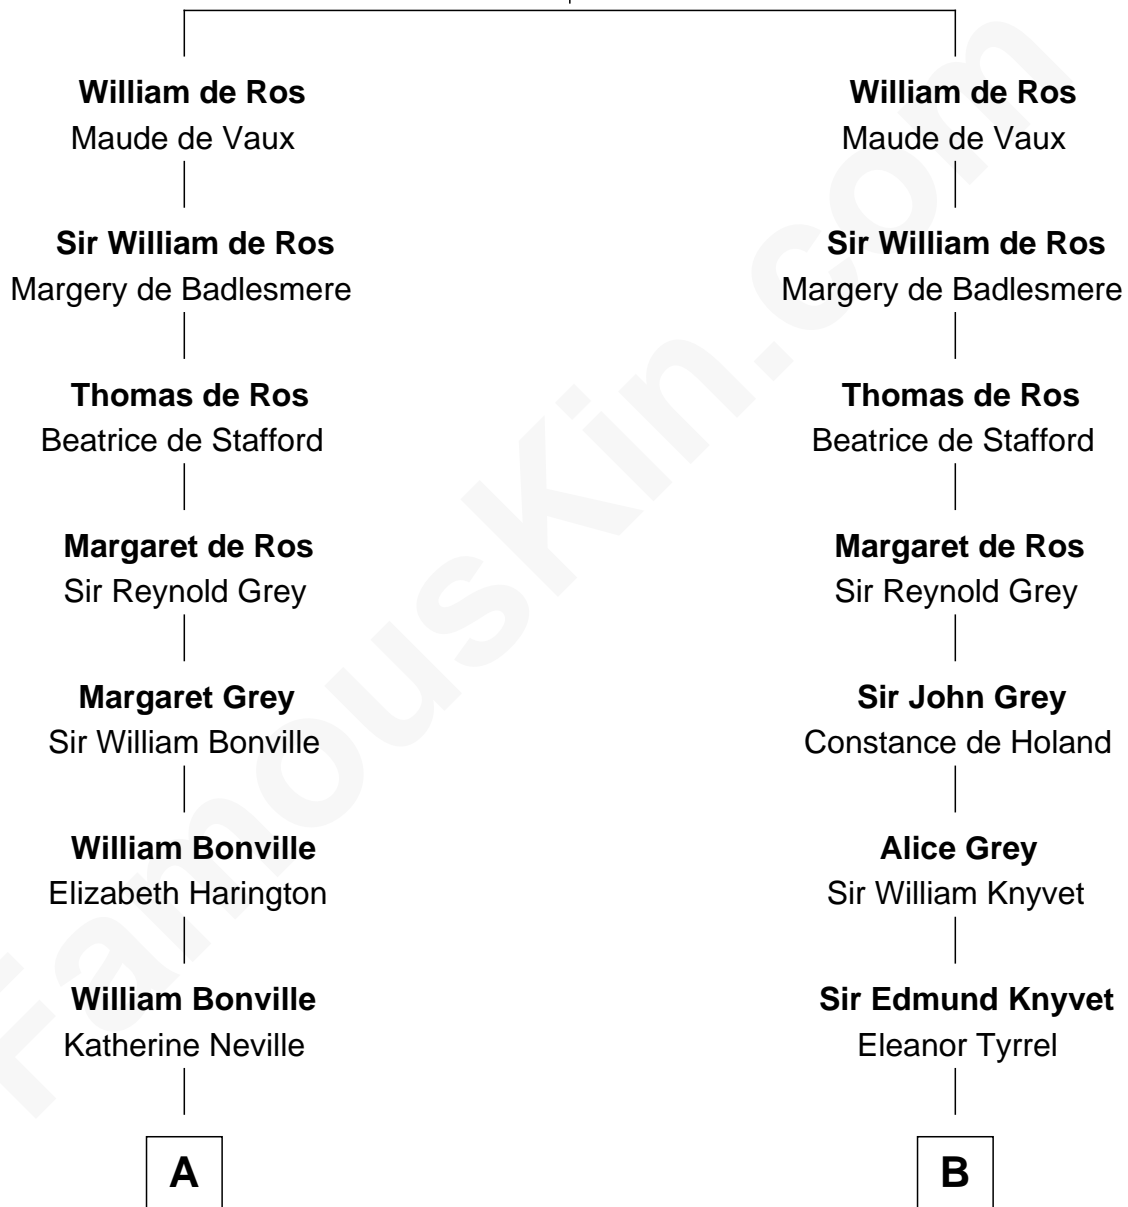 William de Ros
Maude de Vaux
William de Ros
Maude de Vaux
Sir William de Ros
Margery de Badlesmere
Sir William de Ros
Margery de Badlesmere
Thomas de Ros
Beatrice de Stafford
Thomas de Ros
Beatrice de Stafford
Margaret de Ros
Sir Reynold Grey
Margaret de Ros
Sir Reynold Grey
Margaret Grey
Sir William Bonville
Sir John Grey
Constance de Holand
William Bonville
Elizabeth Harington
Alice Grey
Sir William Knyvet
William Bonville
Katherine Neville
Sir Edmund Knyvet
Eleanor Tyrrel
A
B
FamousKin.com